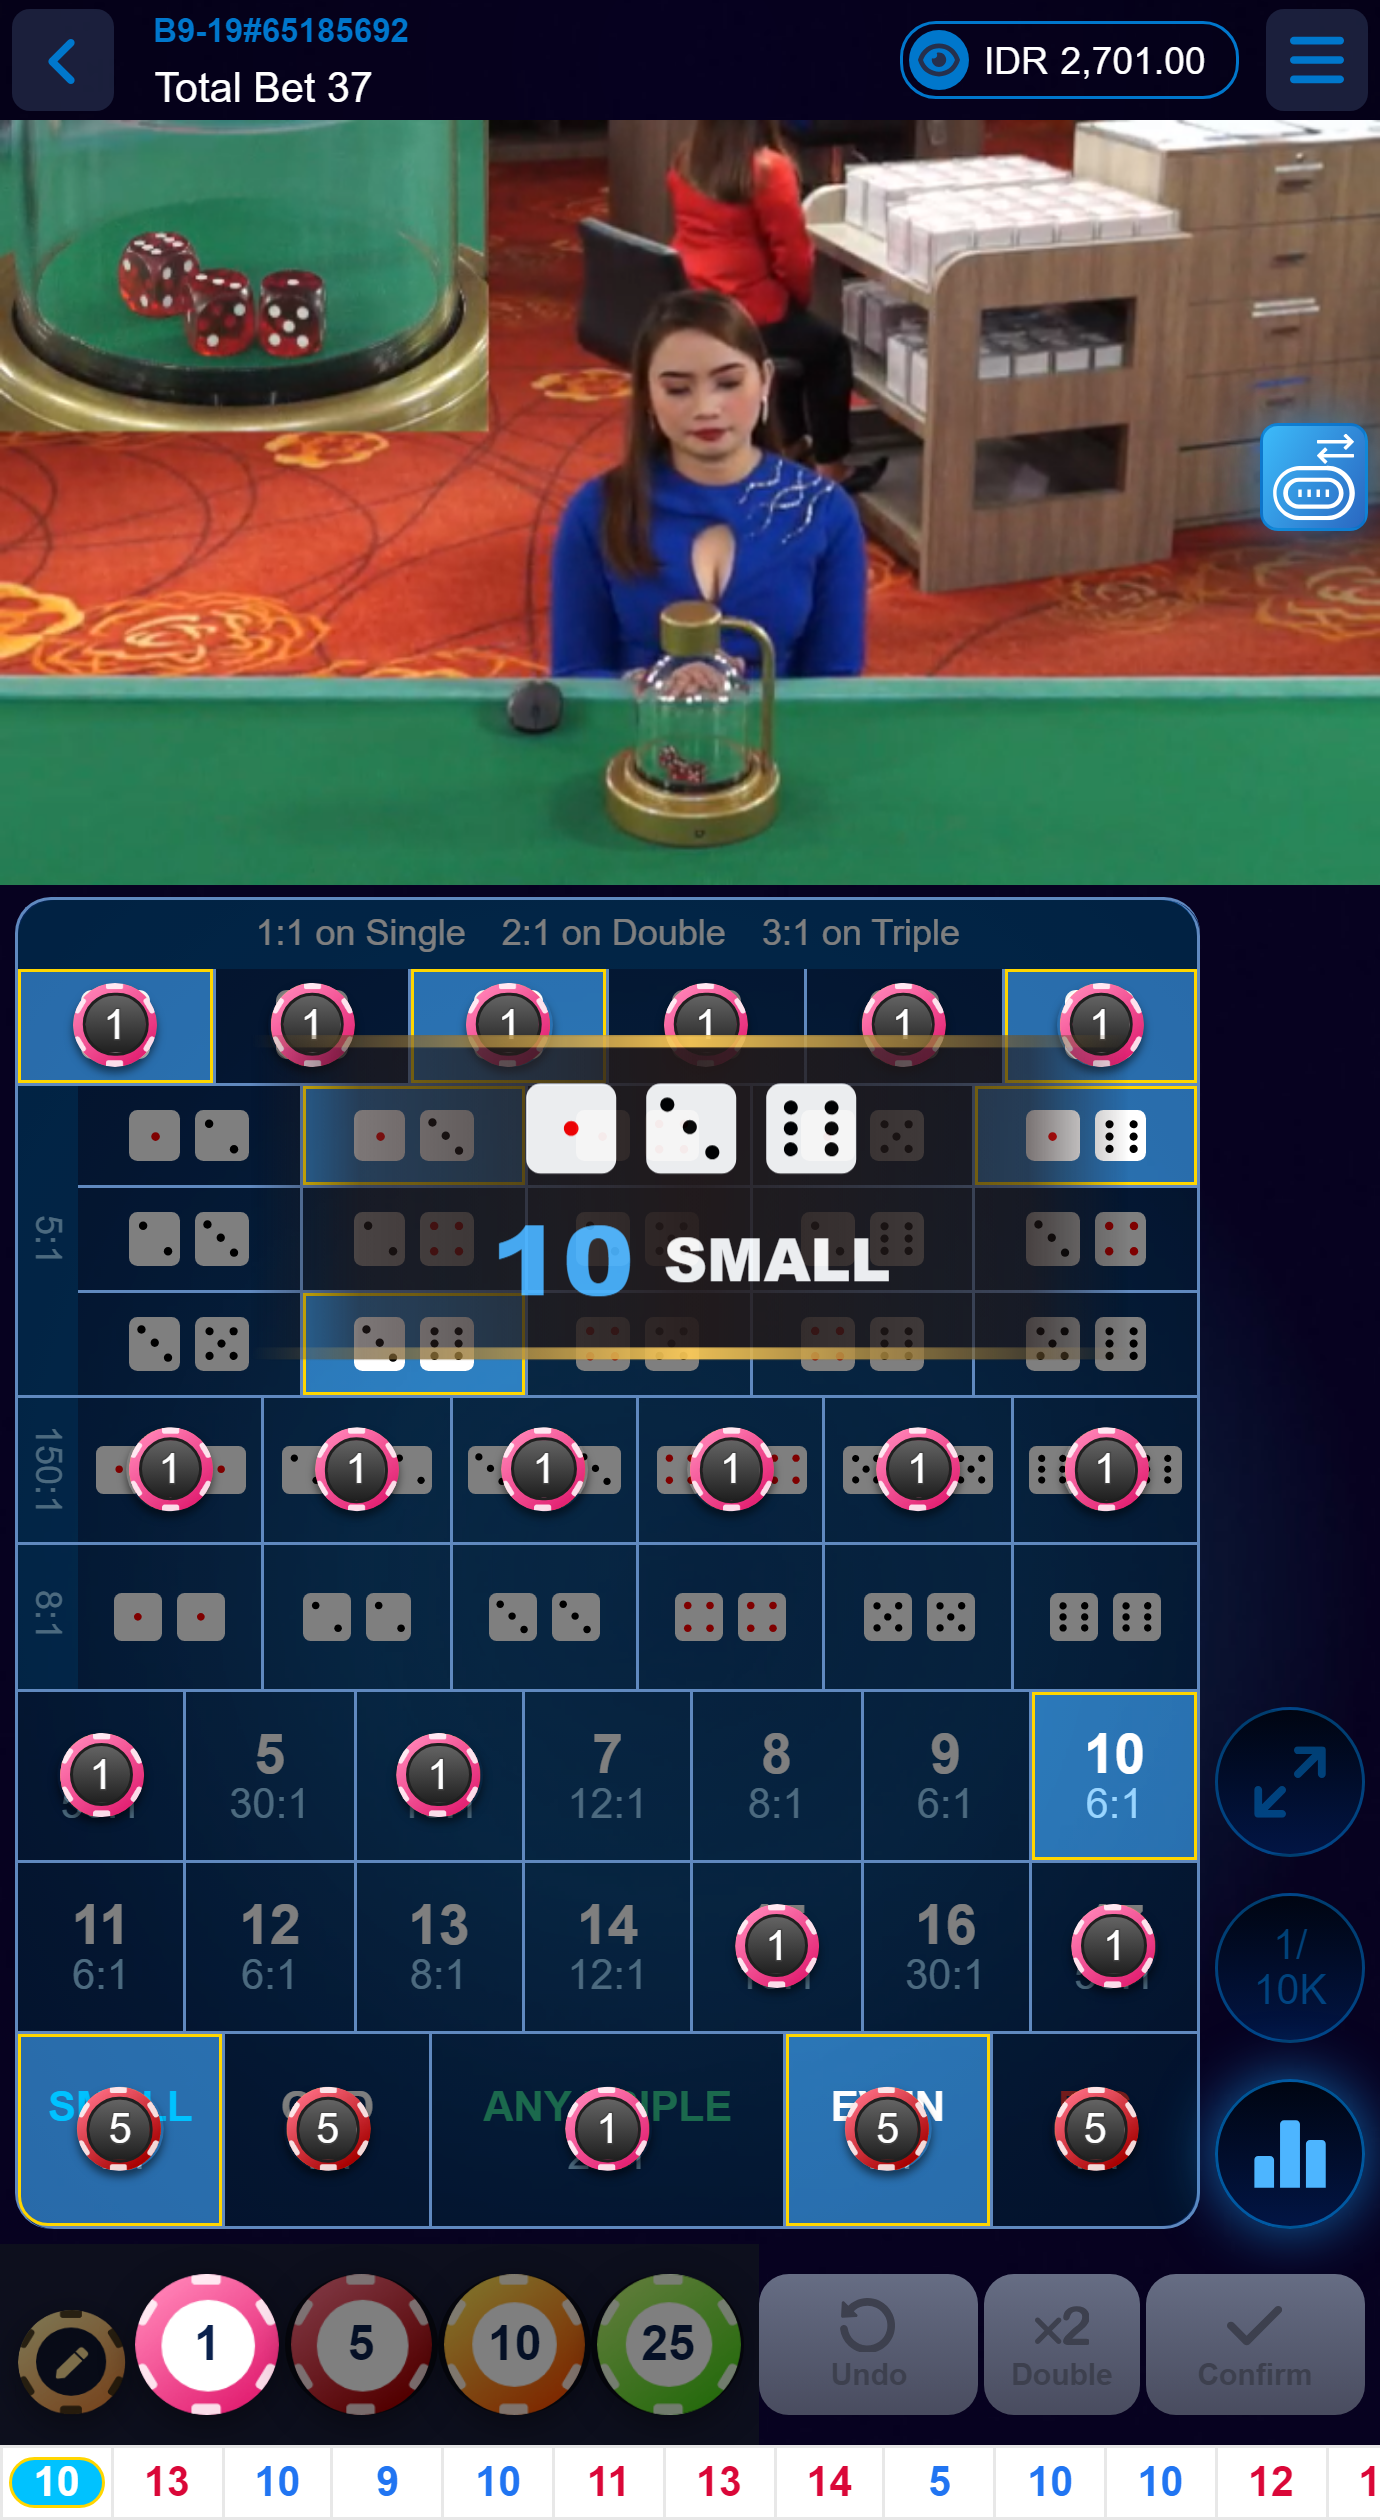 B9-19#65185692
Total Bet 37
IDR 2,701.00
1:1 on Single 2:1 on Double 3:1 on Triple
1 1 1 1 1 1
5:1
10 SMALL
150:1
1 1 1 1 1 1
8:1
1 5 1 7 8 9 10
30:1 12:1 8:1 6:1 6:1
11 12 13 14 1 16 1
6:1 6:1 8:1 12:1 30:1
5 5 1 5 5
1/
10K
1 5 10 25
x2
Undo Double Confirm
10 13 10 9 10 11 13 14 5 10 10 12